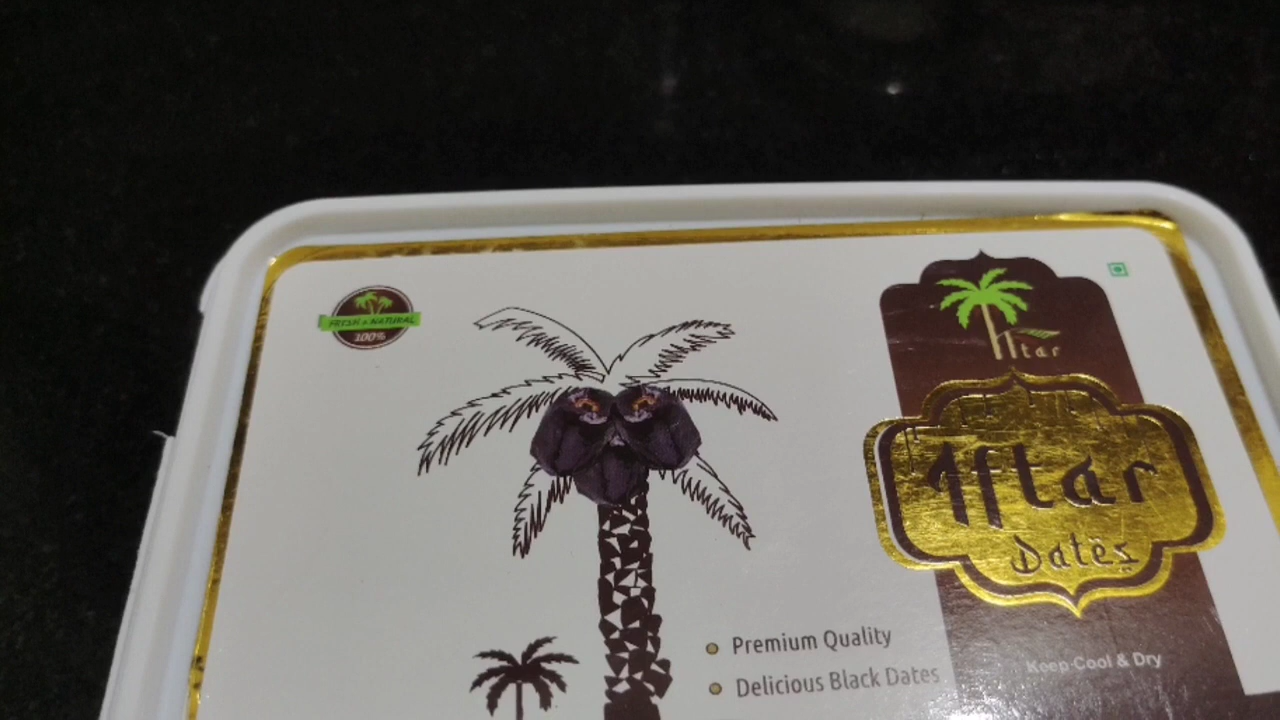 FRESH & NATURAL
100%
Iftar
Iftar
Dates
Premium Quality
Delicious Black Dates
Keep Cool & Dry